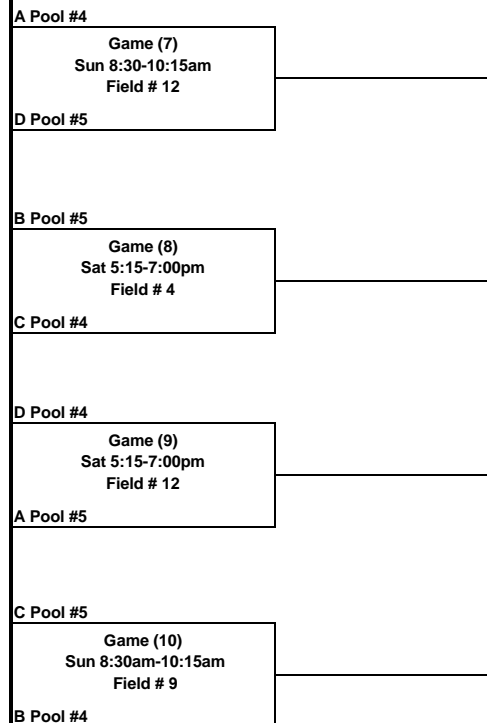 A Pool #4
Game (7)
Sun 8:30-10:15am
Field # 12
D Pool #5
B Pool #5
Game (8)
Sat 5:15-7:00pm
Field # 4
C Pool #4
D Pool #4
Game (9)
Sat 5:15-7:00pm
Field # 12
A Pool #5
C Pool #5
Game (10)
Sun 8:30am-10:15am
Field # 9
B Pool #4